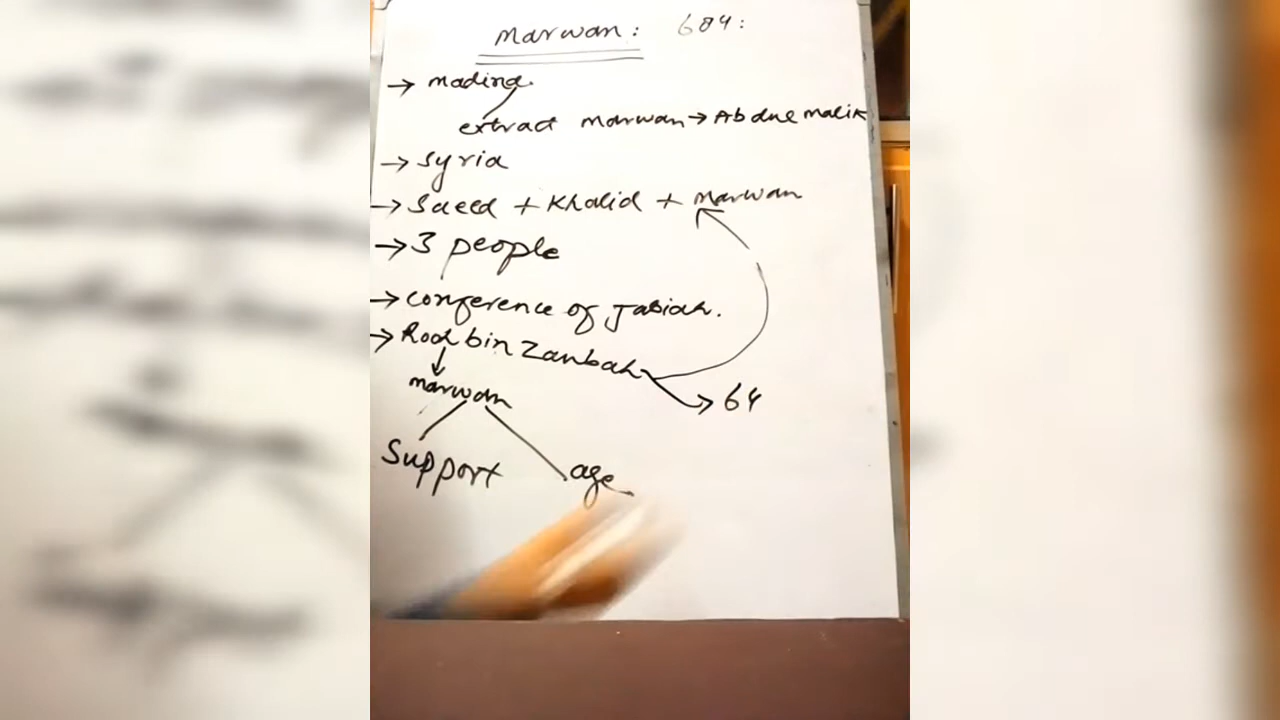 Marwan: 684:
→ madina
extract marwan → Abdul malik
→ Syria
→ Saeed + Khalid + marwan
→ 3 people
→ conference of Jabiah.
→ Rooh bin Zanbah → 64
marwan
Support age